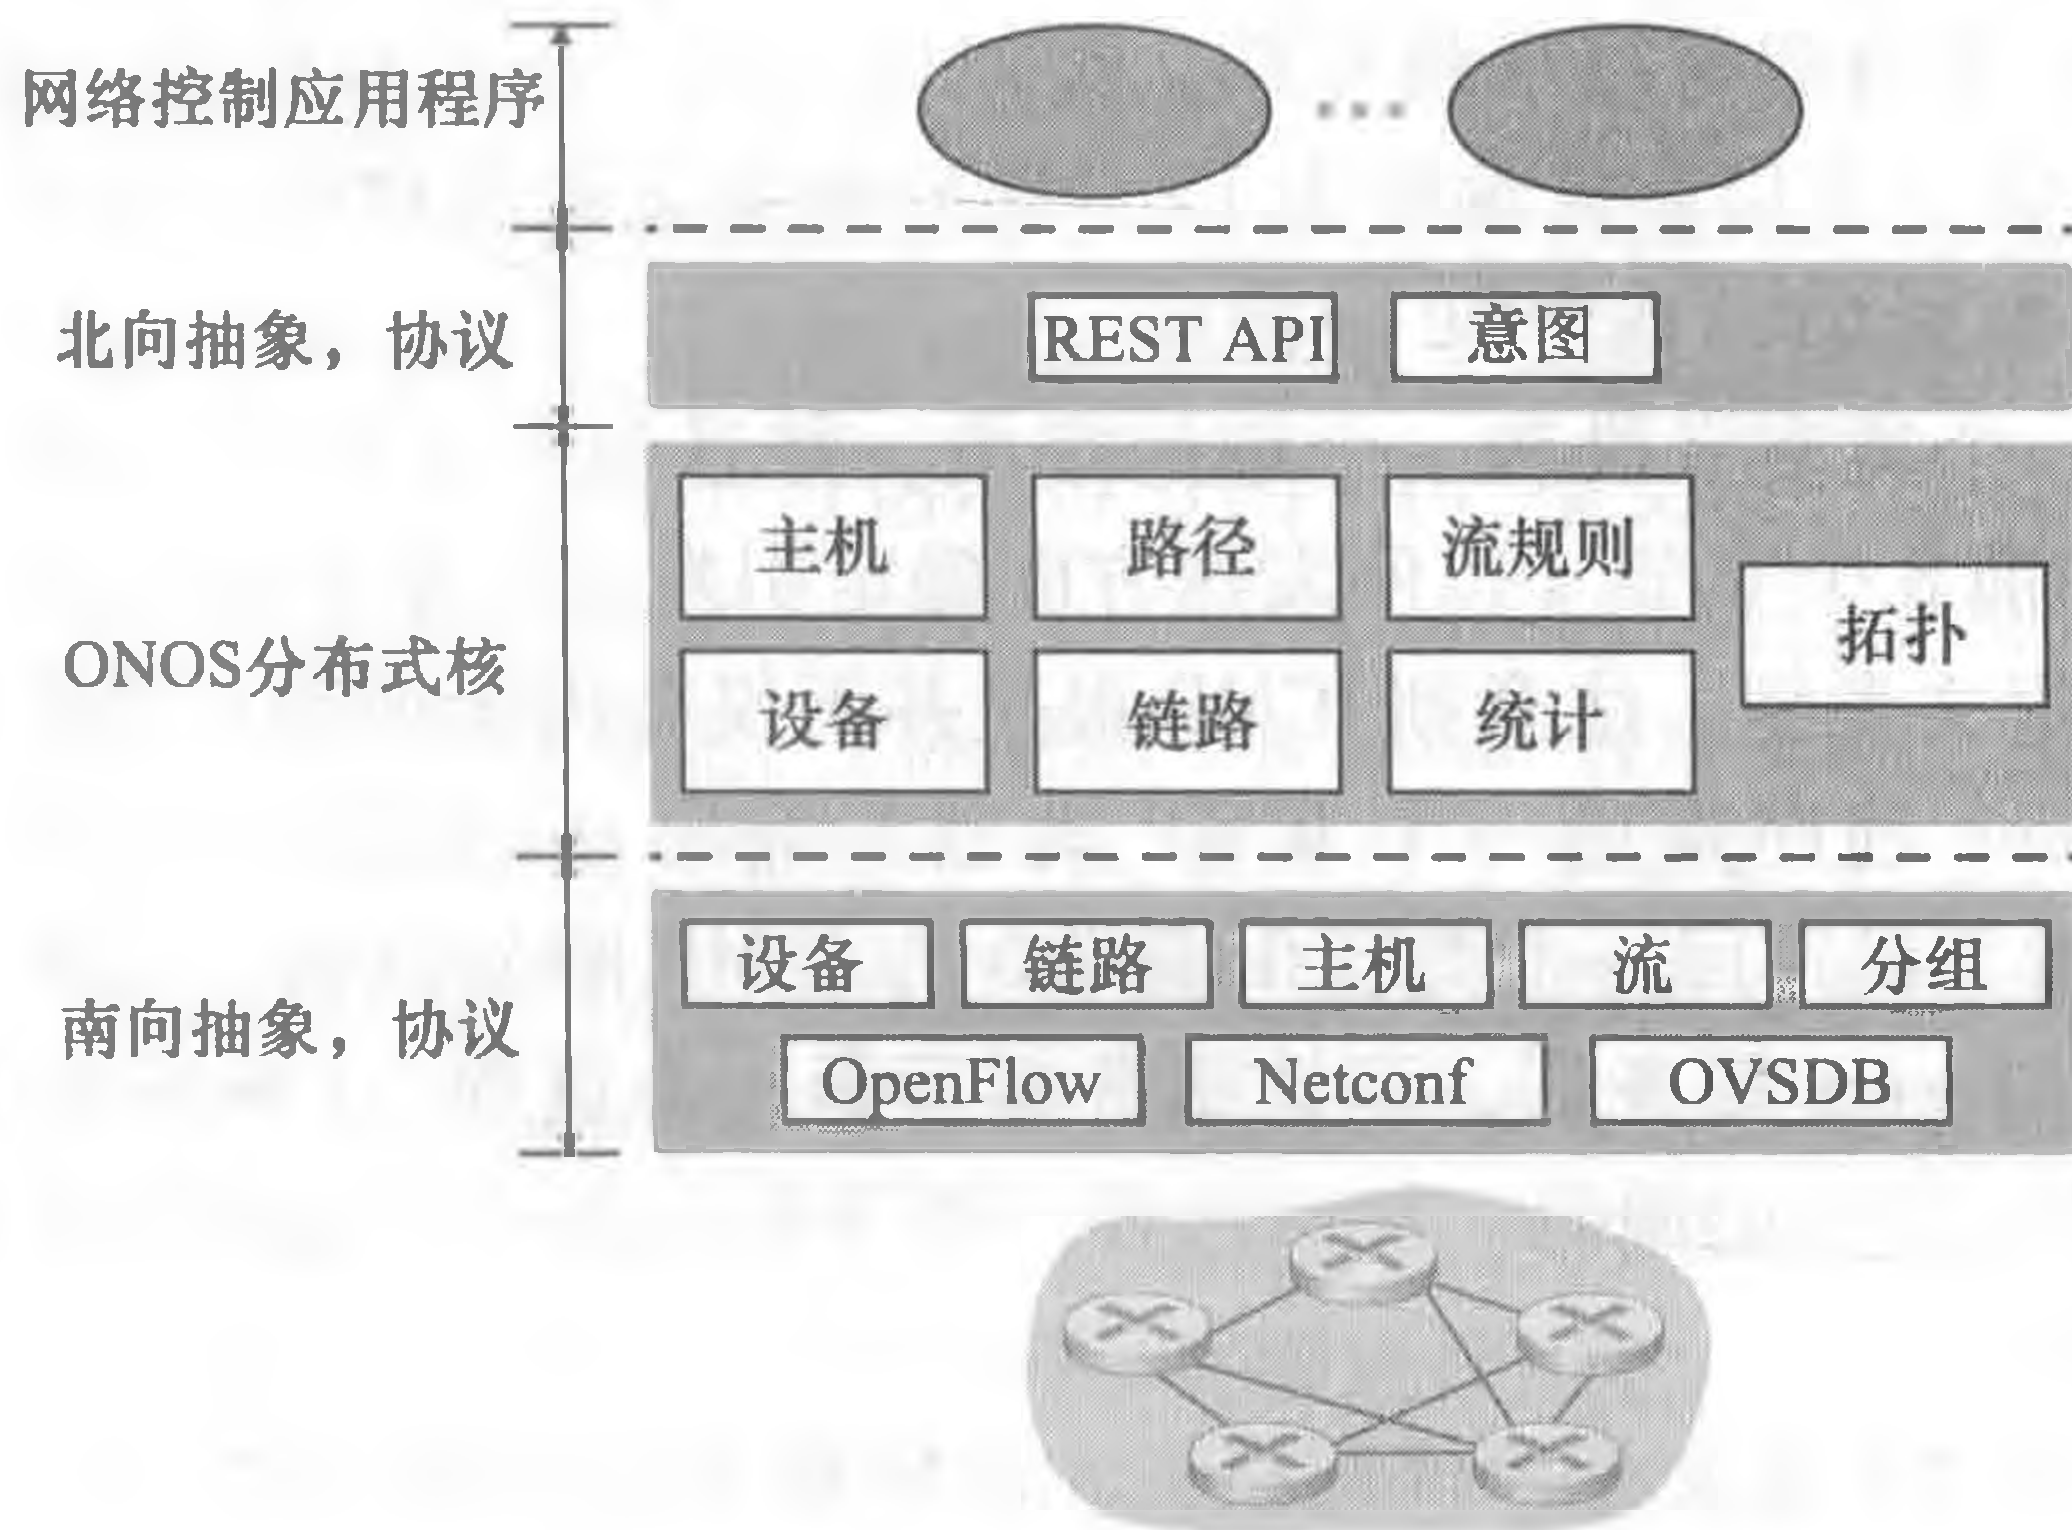 网络控制应用程序
北向抽象，协议
REST API 意图
主机 路径 流规则
拓扑
ONOS分布式核
设备 链路 统计
设备 链路 主机 流 分组
南向抽象，协议
OpenFlow Netconf OVSDB